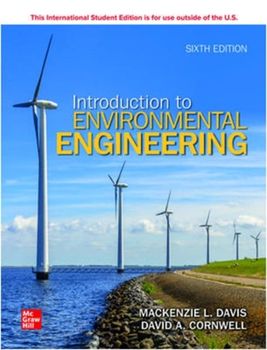 This International Student Edition is for use outside of the U.S.
SIXTH EDITION
Introduction to
ENVIRONMENTAL
ENGINEERING
Mc
Graw
Hill
MACKENZIE L. DAVIS
DAVID A. CORNWELL